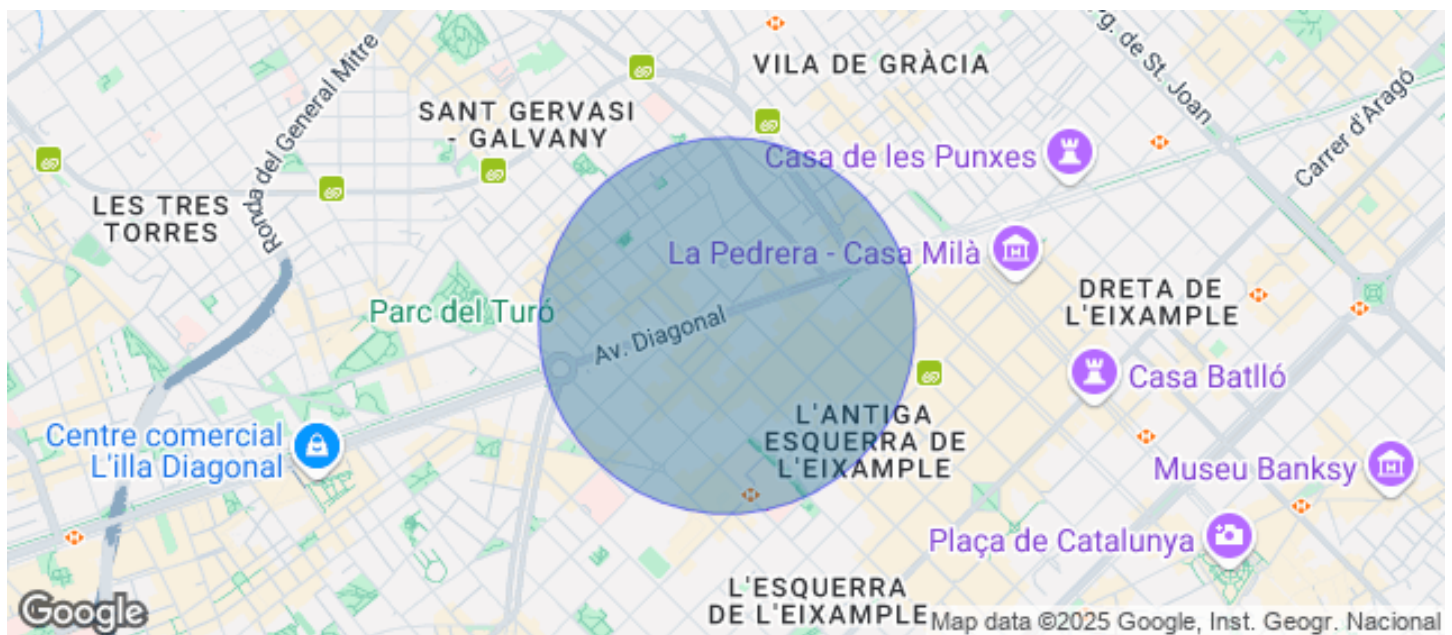 VILA DE GRÀCIA
rg. de St. Joan
Carrer d'Aragó
Ronda del General Mitre
SANT GERVASI
- GALVANY
Casa de les Punxes
LES TRES
TORRES
La Pedrera - Casa Milà
DRETA DE
L'EIXAMPLE
Parc del Turó
Av. Diagonal
Casa Batlló
L'ANTIGA
ESQUERRA DE
L'EIXAMPLE
Centre comercial
L'illa Diagonal
Museu Banksy
Plaça de Catalunya
L'ESQUERRA
DE L'EIXAMPLE
Google
Map data ©2025 Google, Inst. Geogr. Nacional